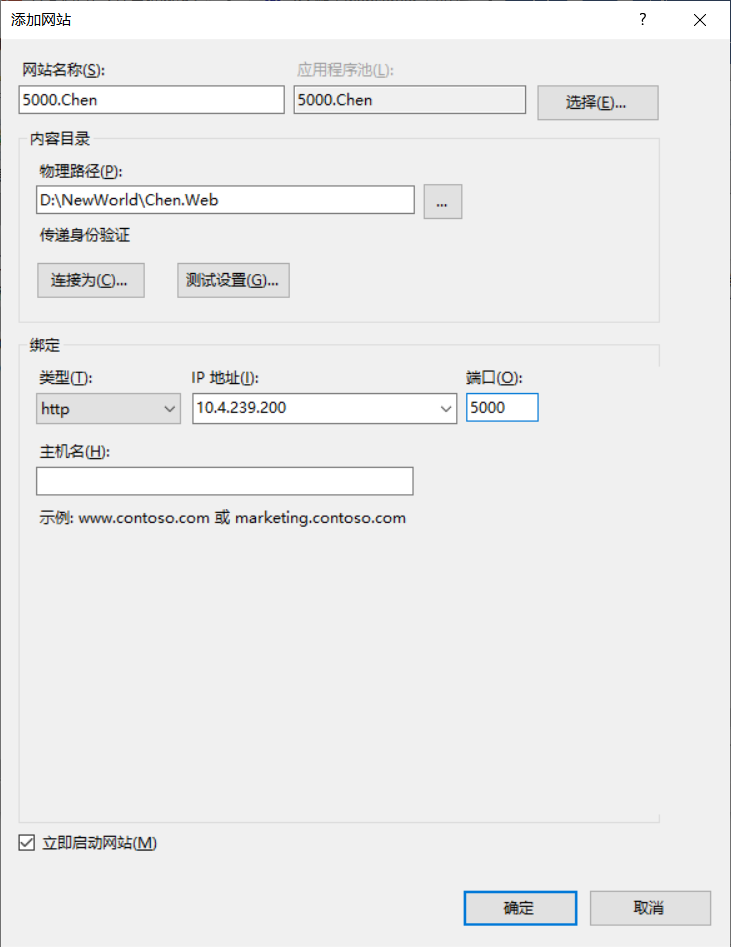 添加网站
?
网站名称(S):
应用程序池(L):
5000.Chen
5000.Chen
选择(E)...
内容目录
物理路径(P):
D:\NewWorld\Chen.Web
...
传递身份验证
连接为(C)...
测试设置(G)...
绑定
类型(T):
IP 地址(I):
端口(O):
http
10.4.239.200
5000
主机名(H):
示例: www.contoso.com 或 marketing.contoso.com
立即启动网站(M)
确定
取消